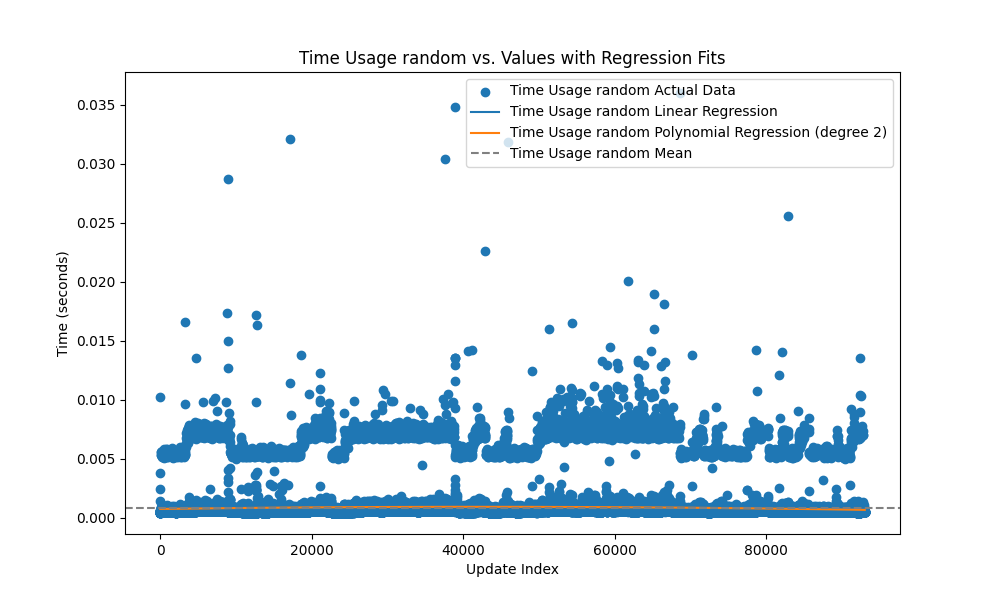 Time Usage random vs. Values with Regression Fits
Time Usage random Actual Data
Time Usage random Linear Regression
Time Usage random Polynomial Regression (degree 2)
Time Usage random Mean
Time (seconds)
0.035
0.030
0.025
0.020
0.015
0.010
0.005
0.000
0
20000
40000
60000
80000
Update Index